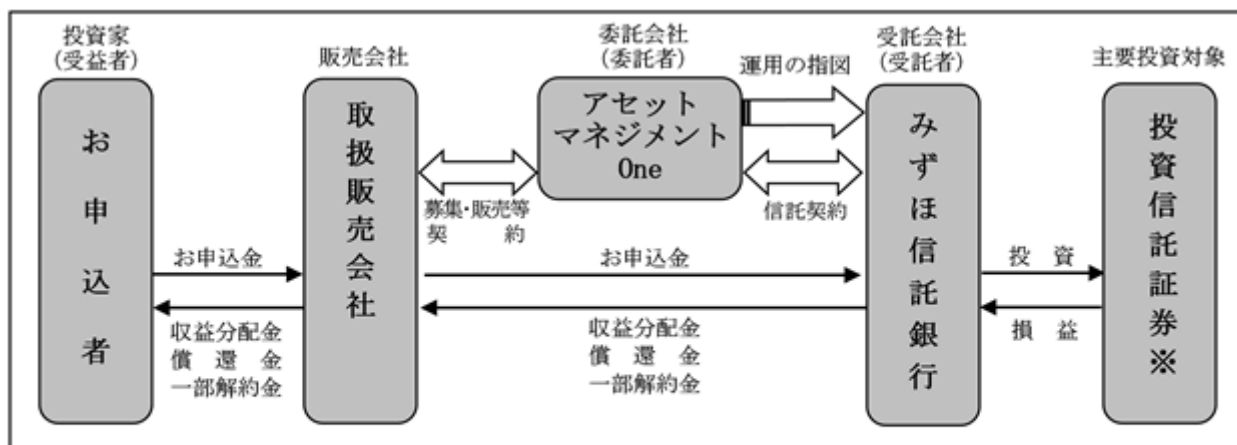 投資家
(受益者)
お申込者
販売会社
取扱販売会社
委託会社
(委託者)
アセット
マネジメント
One
運用の指図
受託会社
(受託者)
みずほ信託銀行
主要投資対象
投資信託証券※
募集・販売等
契 約
信託契約
お申込金
収益分配金
償 還 金
一部解約金
お申込金
収益分配金
償 還 金
一部解約金
投 資
損 益